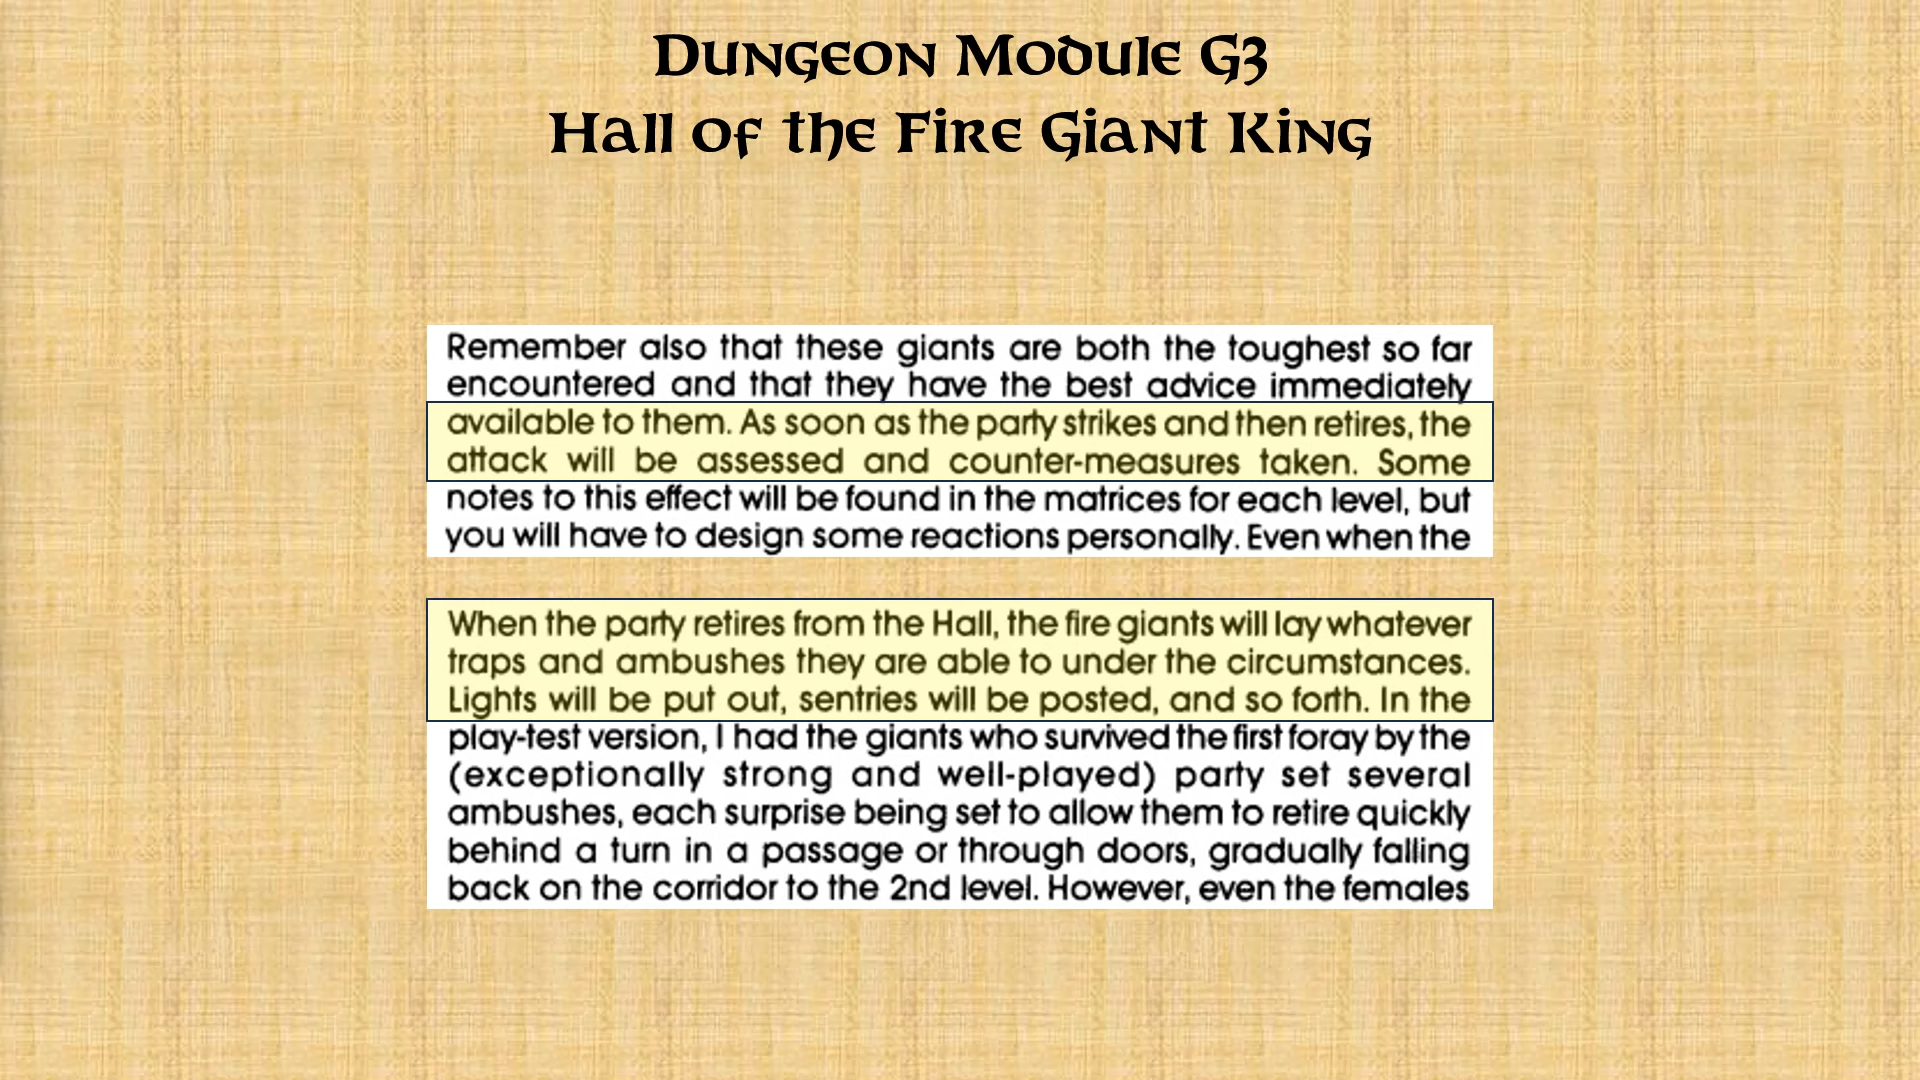 Dungeon Module G3
Hall of the Fire Giant King
Remember also that these giants are both the toughest so far
encountered and that they have the best advice immediately
available to them. As soon as the party strikes and then retires, the
attack will be assessed and counter-measures taken. Some
notes to this effect will be found in the matrices for each level, but
you will have to design some reactions personally. Even when the
When the party retires from the Hall, the fire giants will lay whatever
traps and ambushes they are able to under the circumstances.
Lights will be put out, sentries will be posted, and so forth. In the
play-test version, I had the giants who survived the first foray by the
(exceptionally strong and well-played) party set several
ambushes, each surprise being set to allow them to retire quickly
behind a turn in a passage or through doors, gradually falling
back on the corridor to the 2nd level. However, even the females